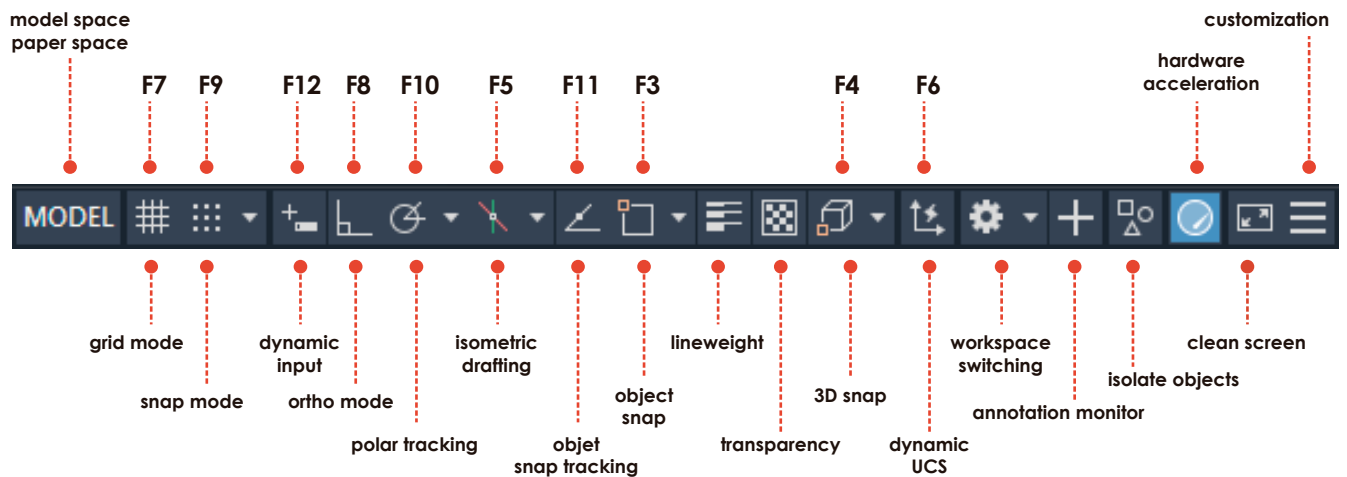 model space
paper space
customization
hardware
acceleration
F7
F9
F12
F8
F10
F5
F11
F3
F4
F6
MODEL
grid mode
dynamic
input
isometric
drafting
lineweight
workspace
switching
clean screen
snap mode
ortho mode
object
snap
3D snap
isolate objects
annotation monitor
polar tracking
objet
snap tracking
transparency
dynamic
UCS